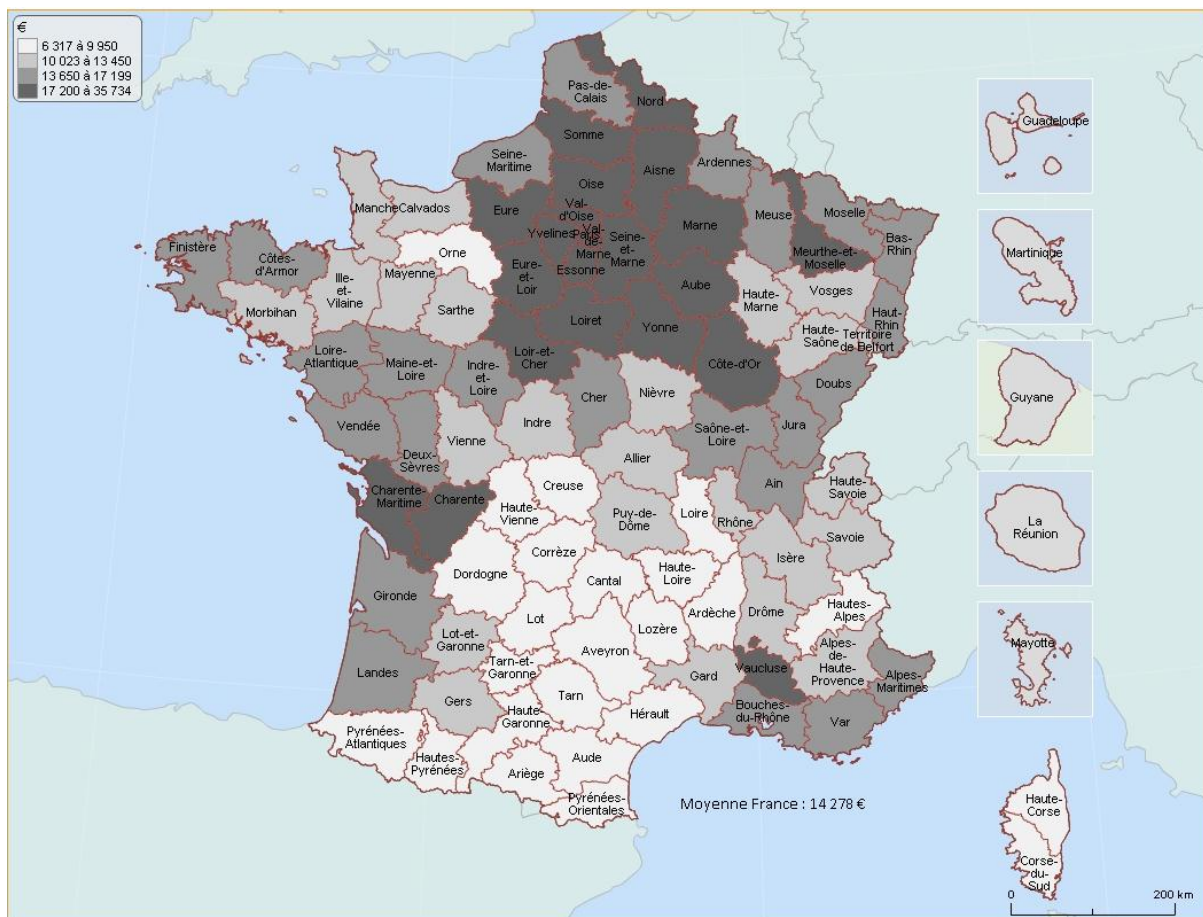 €
6 317 à 9 950
10 023 à 13 450
13 650 à 17 199
17 200 à 35 734
Pas-de-
Calais
Nord
Somme
Seine-
Maritime
Aisne
Ardennes
Oise
Val-
d'Oise
Eure
Manche
Calvados
Marne
Meuse
Moselle
Bas-
Rhin
Yvelines
Paris
Val-
de-
Marne
Seine-
et-
Marne
Meurthe-et-
Moselle
Orne
Finistère
Côtes-
d'Armor
Eure-
et-
Loir
Essonne
Aube
Mayenne
Ille-
et-
Vilaine
Haute-
Marne
Vosges
Morbihan
Sarthe
Loiret
Yonne
Haut-
Rhin
Haute-
Saône
Territoire
de Belfort
Loire-
Atlantique
Maine-et-
Loire
Indre-
et-
Loire
Loir-et-
Cher
Côte-d'Or
Doubs
Cher
Nièvre
Vendée
Deux-
Sèvres
Vienne
Indre
Saône-et-
Loire
Jura
Allier
Charente-
Maritime
Charente
Haute-
Vienne
Creuse
Ain
Haute-
Savoie
Puy-de-
Dôme
Loire
Rhône
Savoie
Corrèze
Isère
Dordogne
Cantal
Haute-
Loire
Gironde
Ardèche
Drôme
Hautes-
Alpes
Lot
Lozère
Lot-et-
Garonne
Aveyron
Alpes-
de-
Haute-
Provence
Landes
Tarn-et-
Garonne
Gard
Vaucluse
Alpes-
Maritimes
Gers
Tarn
Haute-
Garonne
Hérault
Bouches-
du-Rhône
Var
Pyrénées-
Atlantiques
Hautes-
Pyrénées
Ariège
Aude
Pyrénées-
Orientales
Moyenne France : 14 278 €
Guadeloupe
Martinique
Guyane
La
Réunion
Mayotte
Haute-
Corse
Corse-
du-
Sud
0 200 km